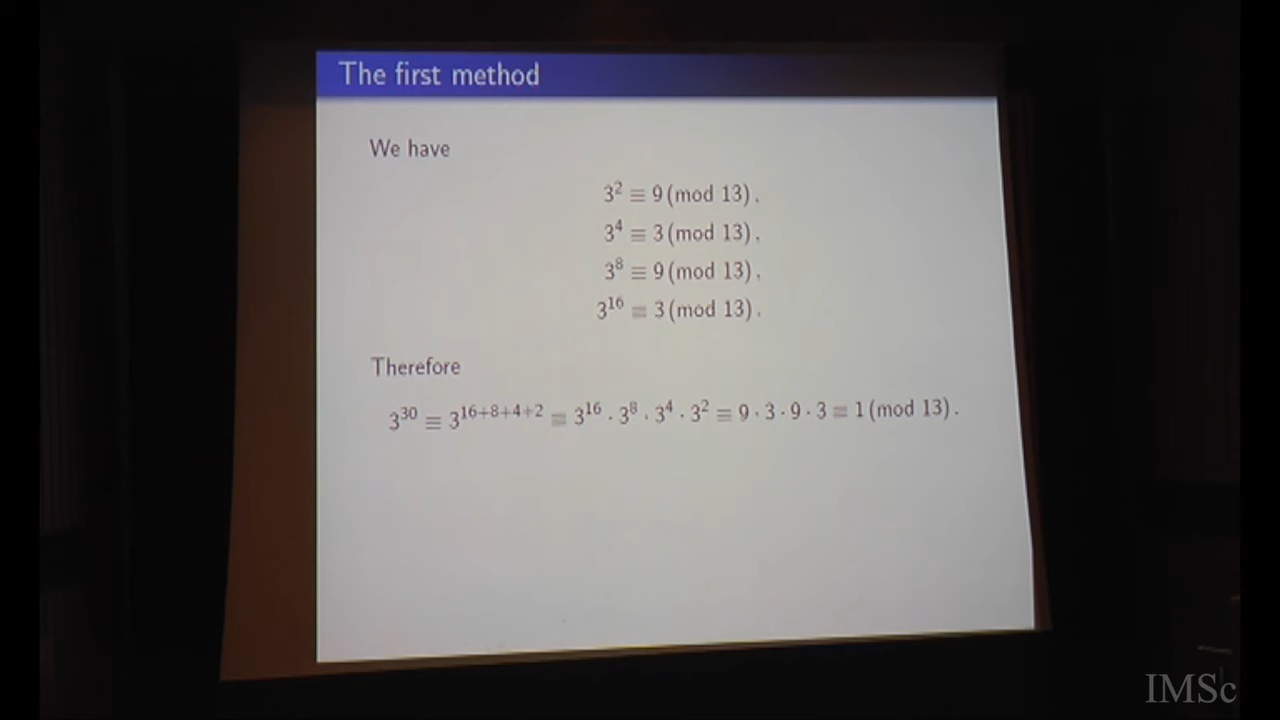 The first method
We have
3² ≡ 9 (mod 13) .
3⁴ ≡ 3 (mod 13) .
3⁸ ≡ 9 (mod 13) .
3¹⁶ ≡ 3 (mod 13) .
Therefore
3³⁰ ≡ 3¹⁶⁺⁸⁺⁴⁺² ≡ 3¹⁶ · 3⁸ · 3⁴ · 3² ≡ 9 · 3 · 9 · 3 ≡ 1 (mod 13) .
IMSc